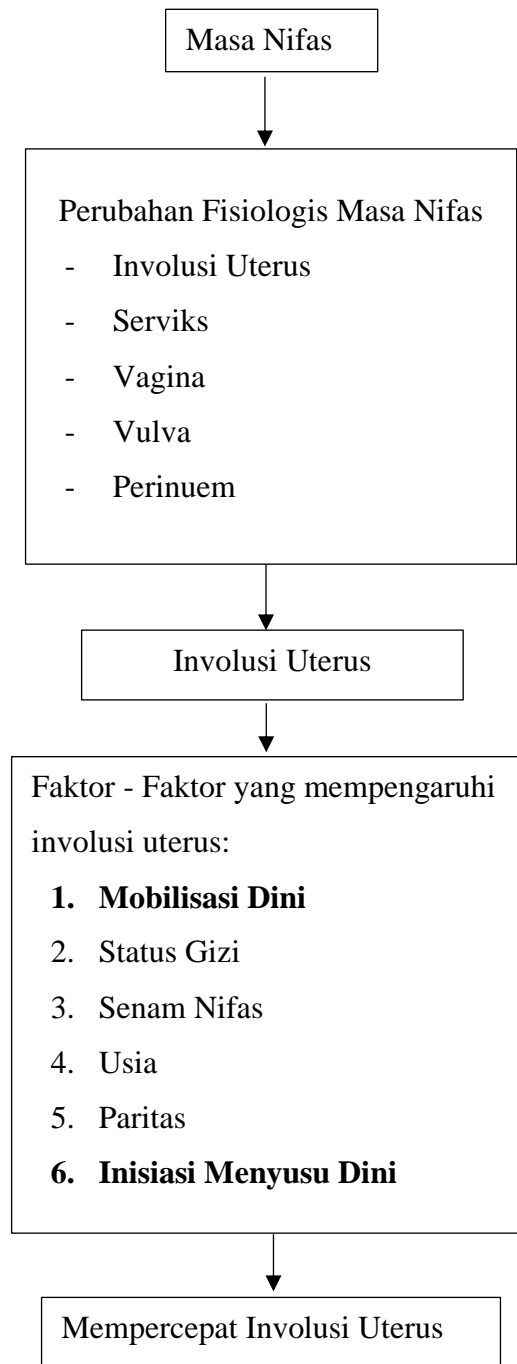 Masa Nifas
Perubahan Fisiologis Masa Nifas
- Involusi Uterus
- Serviks
- Vagina
- Vulva
- Perinuem
Involusi Uterus
Faktor - Faktor yang mempengaruhi
involusi uterus:
1. Mobilisasi Dini
2. Status Gizi
3. Senam Nifas
4. Usia
5. Paritas
6. Inisiasi Menyusu Dini
Mempercepat Involusi Uterus